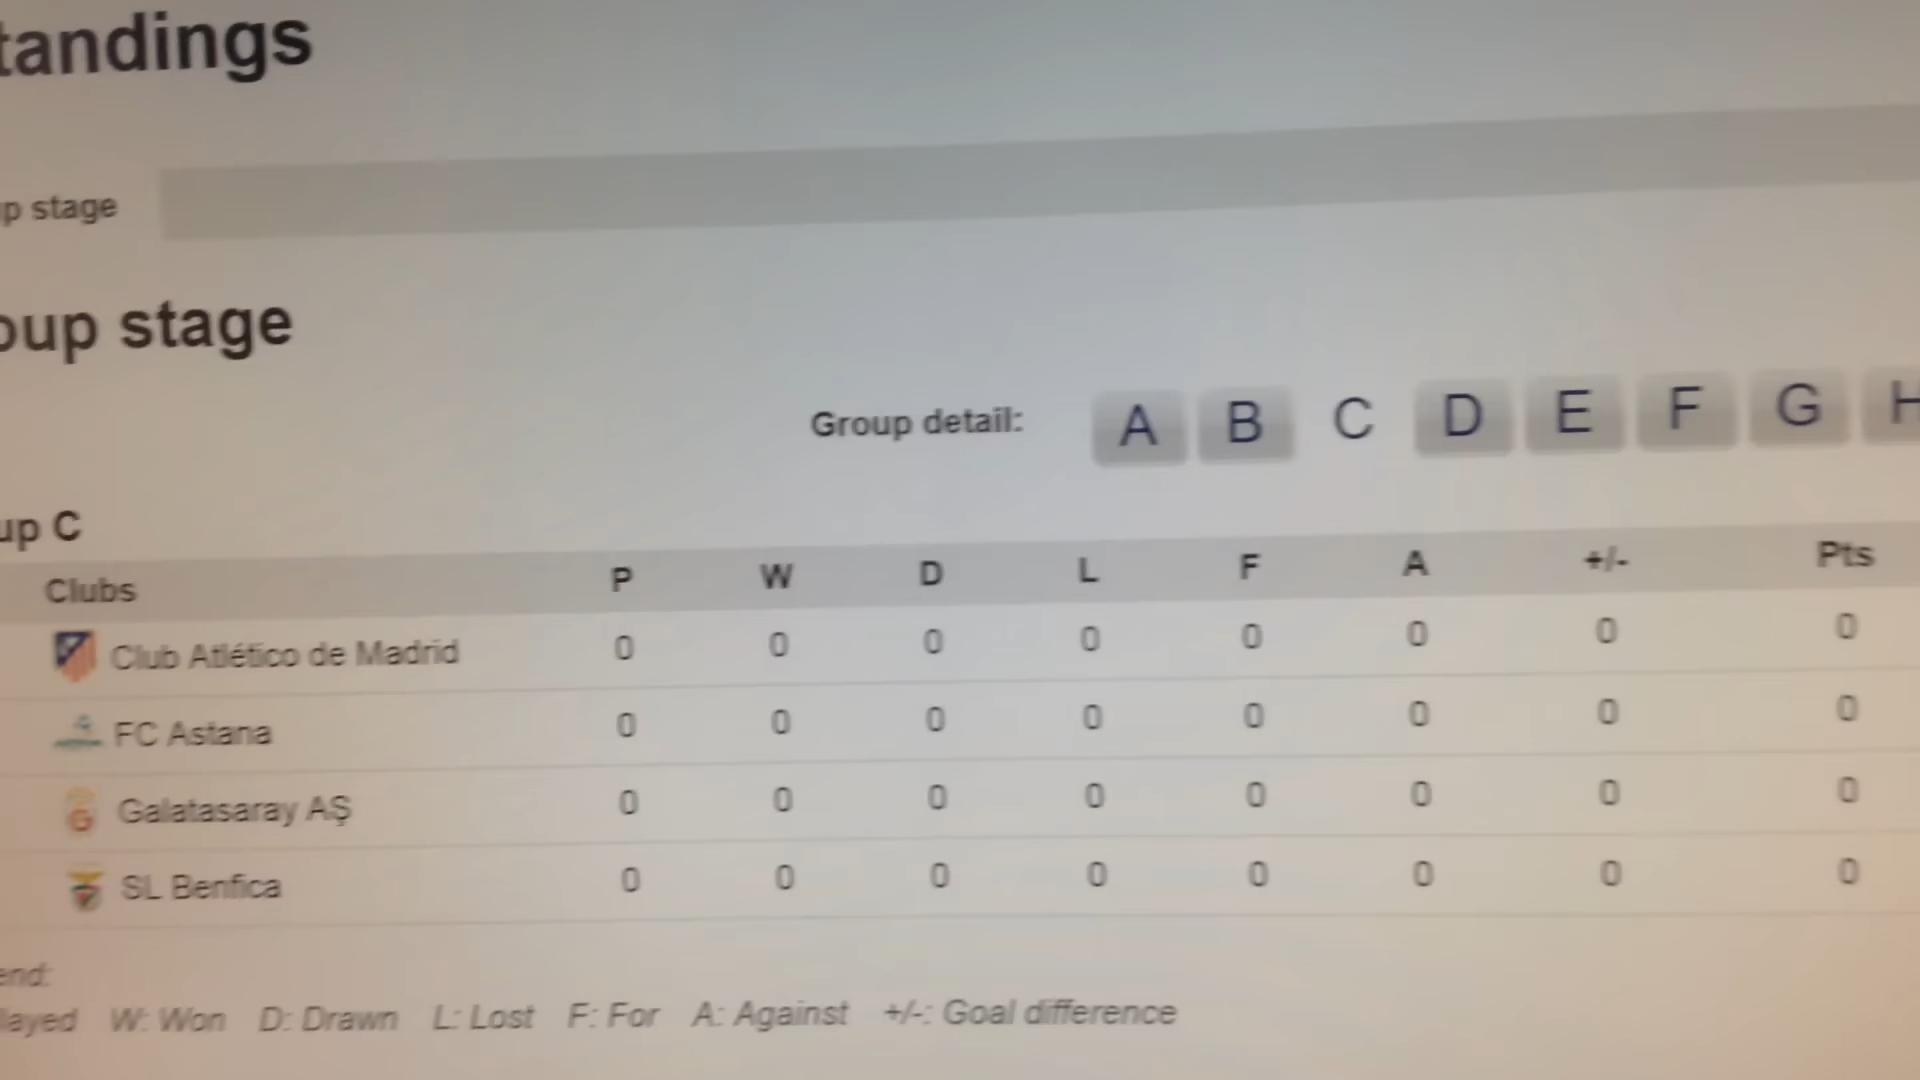 tandings
p stage
oup stage
Group detail: A B C D E F G H
up C
Clubs P W D L F A +/- Pts
Club Atlético de Madrid 0 0 0 0 0 0 0 0
FC Astana 0 0 0 0 0 0 0 0
Galatasaray AŞ 0 0 0 0 0 0 0 0
SL Benfica 0 0 0 0 0 0 0 0
end:
layed W: Won D: Drawn L: Lost F: For A: Against +/-: Goal difference